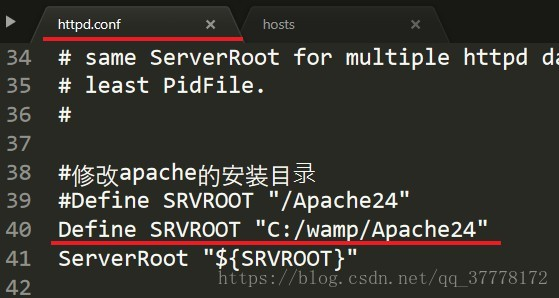 httpd.conf × hosts ×
34 # same ServerRoot for multiple httpd da
35 # least PidFile.
36 #
37
38 #修改apache的安装目录
39 #Define SRVROOT "/Apache24"
40 Define SRVROOT "C:/wamp/Apache24"
41 ServerRoot "${SRVROOT}"
https://blog.csdn.net/qq_37778172
42